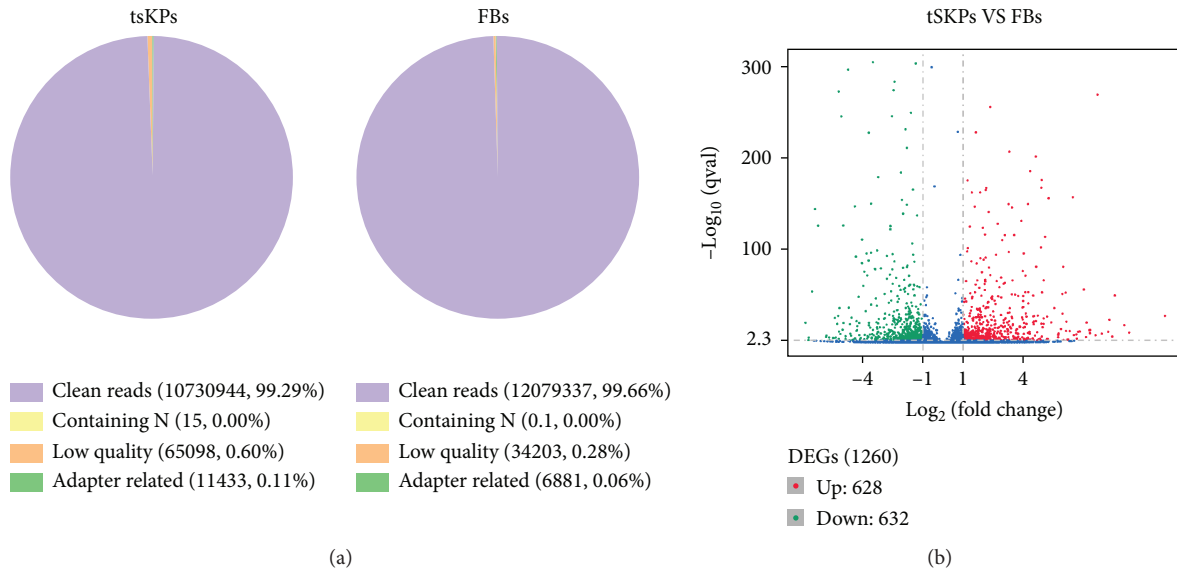 tsKPs
FBs
Clean reads (10730944, 99.29%)
Containing N (15, 0.00%)
Low quality (65098, 0.60%)
Adapter related (11433, 0.11%)
Clean reads (12079337, 99.66%)
Containing N (0.1, 0.00%)
Low quality (34203, 0.28%)
Adapter related (6881, 0.06%)
(a)
tSKPs VS FBs
300
200
100
2.3
−Log10 (qval)
−4 −1 1 4
Log2 (fold change)
DEGs (1260)
Up: 628
Down: 632
(b)